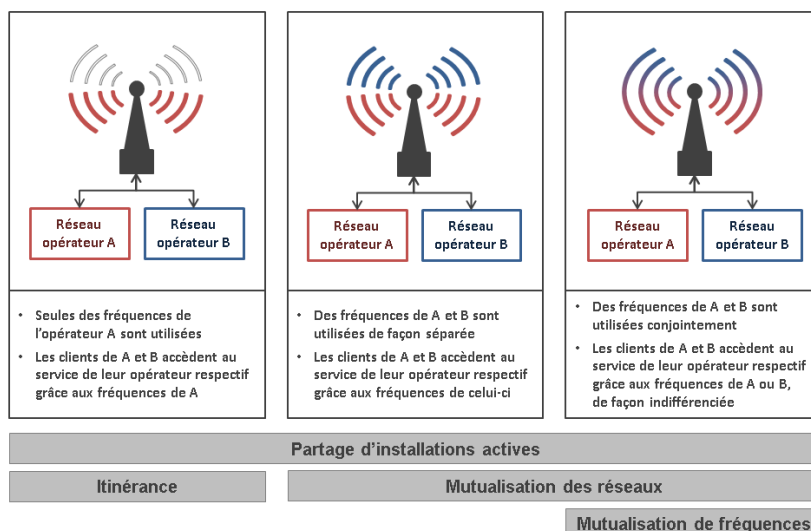 Réseau
opérateur A
Réseau
opérateur B
• Seules des fréquences de
l'opérateur A sont utilisées
• Les clients de A et B accèdent au
service de leur opérateur respectif
grâce aux fréquences de A
Réseau
opérateur A
Réseau
opérateur B
• Des fréquences de A et B sont
utilisées de façon séparée
• Les clients de A et B accèdent au
service de leur opérateur respectif
grâce aux fréquences de celui-ci
Réseau
opérateur A
Réseau
opérateur B
• Des fréquences de A et B sont
utilisées conjointement
• Les clients de A et B accèdent au
service de leur opérateur respectif
grâce aux fréquences de A ou B,
de façon indifférenciée
Partage d'installations actives
Itinérance
Mutualisation des réseaux
Mutualisation de fréquences